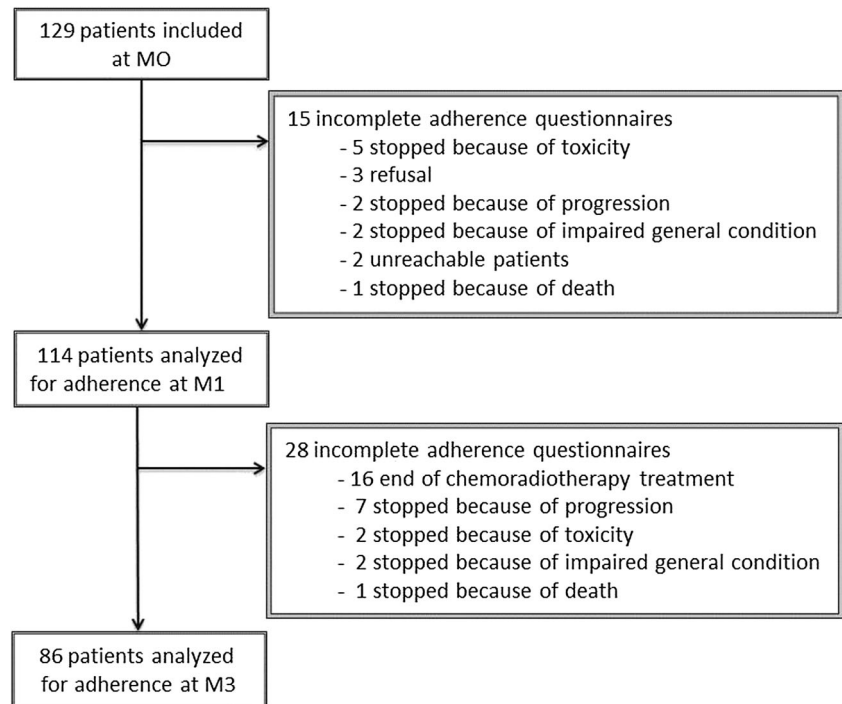 129 patients included
at MO
15 incomplete adherence questionnaires
- 5 stopped because of toxicity
- 3 refusal
- 2 stopped because of progression
- 2 stopped because of impaired general condition
- 2 unreachable patients
- 1 stopped because of death
114 patients analyzed
for adherence at M1
28 incomplete adherence questionnaires
- 16 end of chemoradiotherapy treatment
- 7 stopped because of progression
- 2 stopped because of toxicity
- 2 stopped because of impaired general condition
- 1 stopped because of death
86 patients analyzed
for adherence at M3